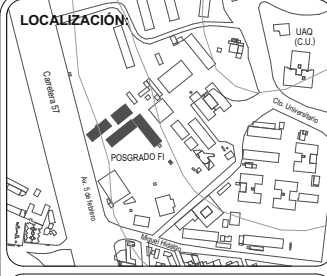 LOCALIZACIÓN:
UAQ
(C.U.)
Carretera 57
Cto. Universitario
POSGRADO FI
Av. 5 de febrero
Miguel Hidalgo